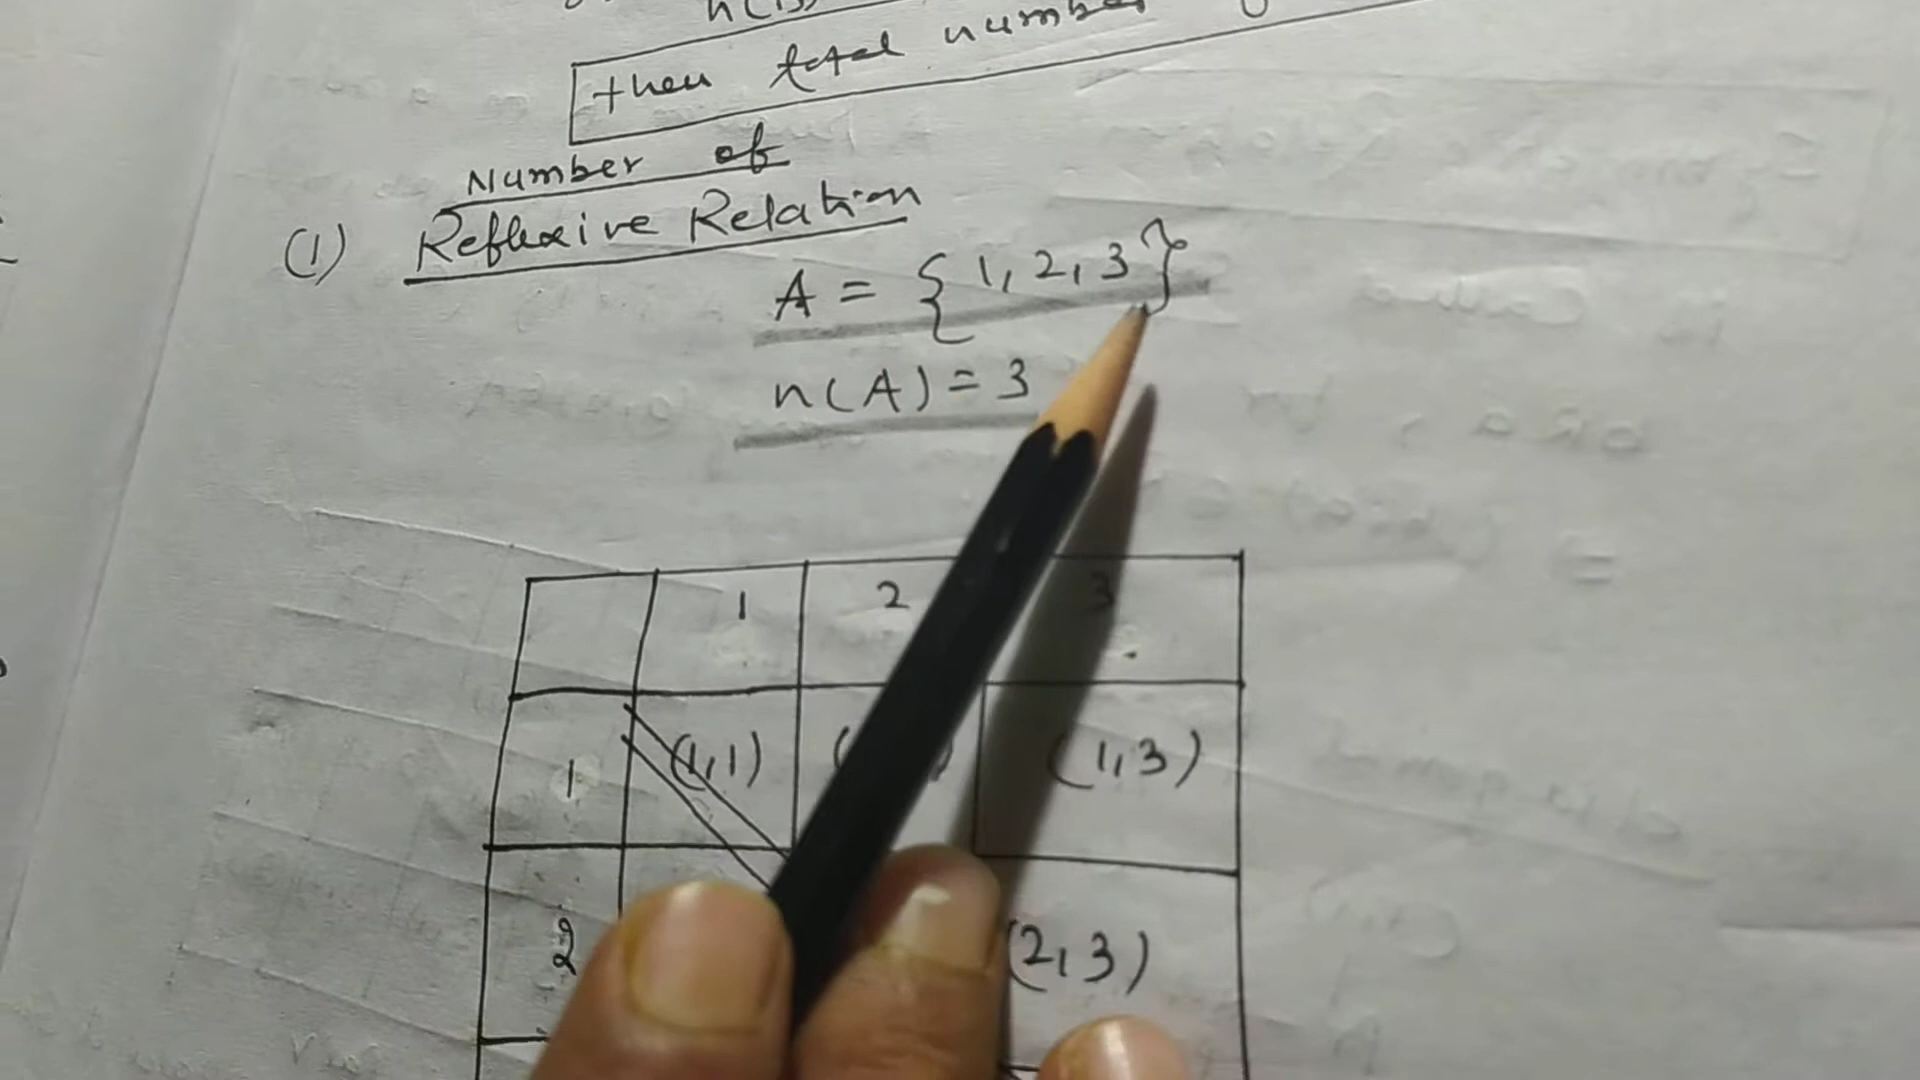 then total number
Number of
(1) Reflexive Relation
A = {1, 2, 3}
n(A) = 3
1 2 3
1 (1,1) (1,3)
2 (2,3)